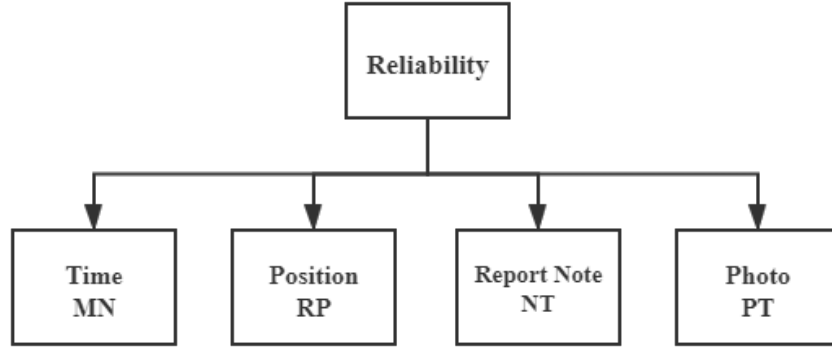 Reliability
Time
MN
Position
RP
Report Note
NT
Photo
PT